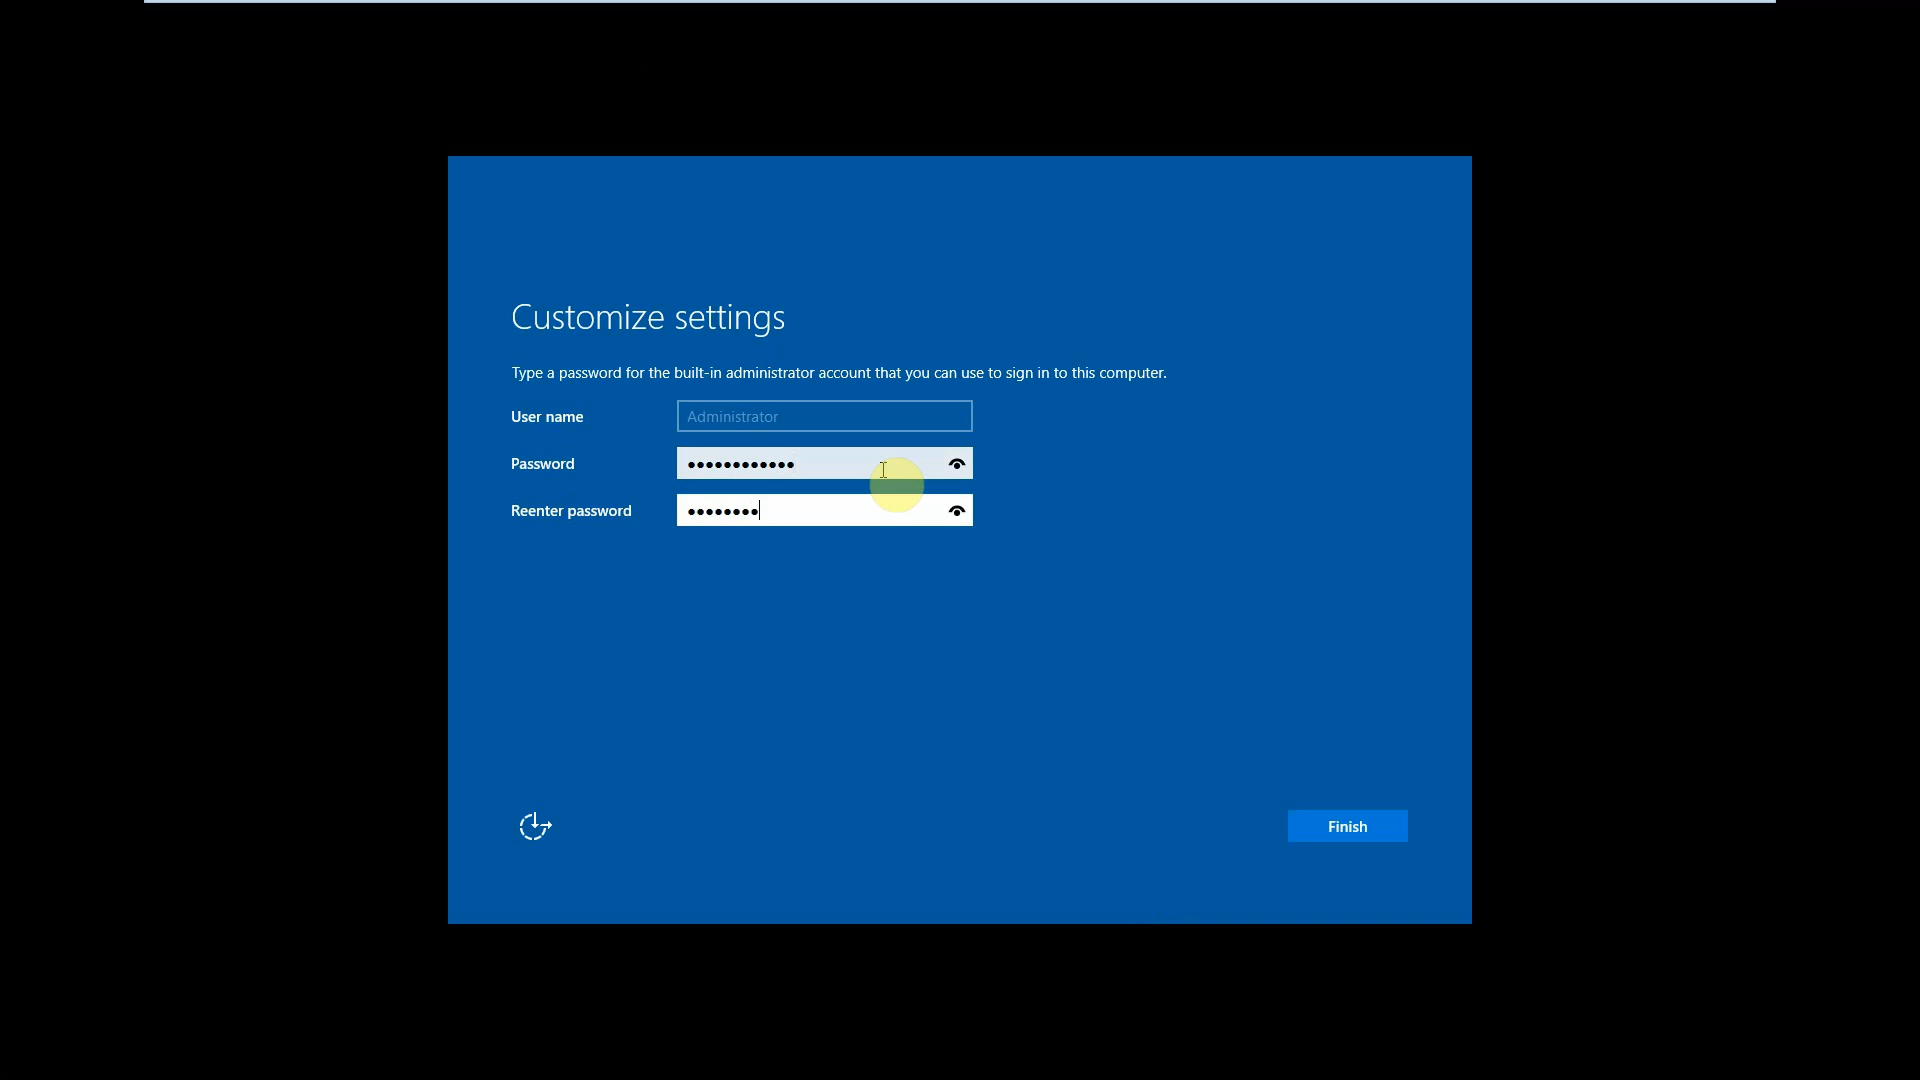 Customize settings
Type a password for the built-in administrator account that you can use to sign in to this computer.
User name
Administrator
Password
••••••••••••
Reenter password
••••••••
Finish